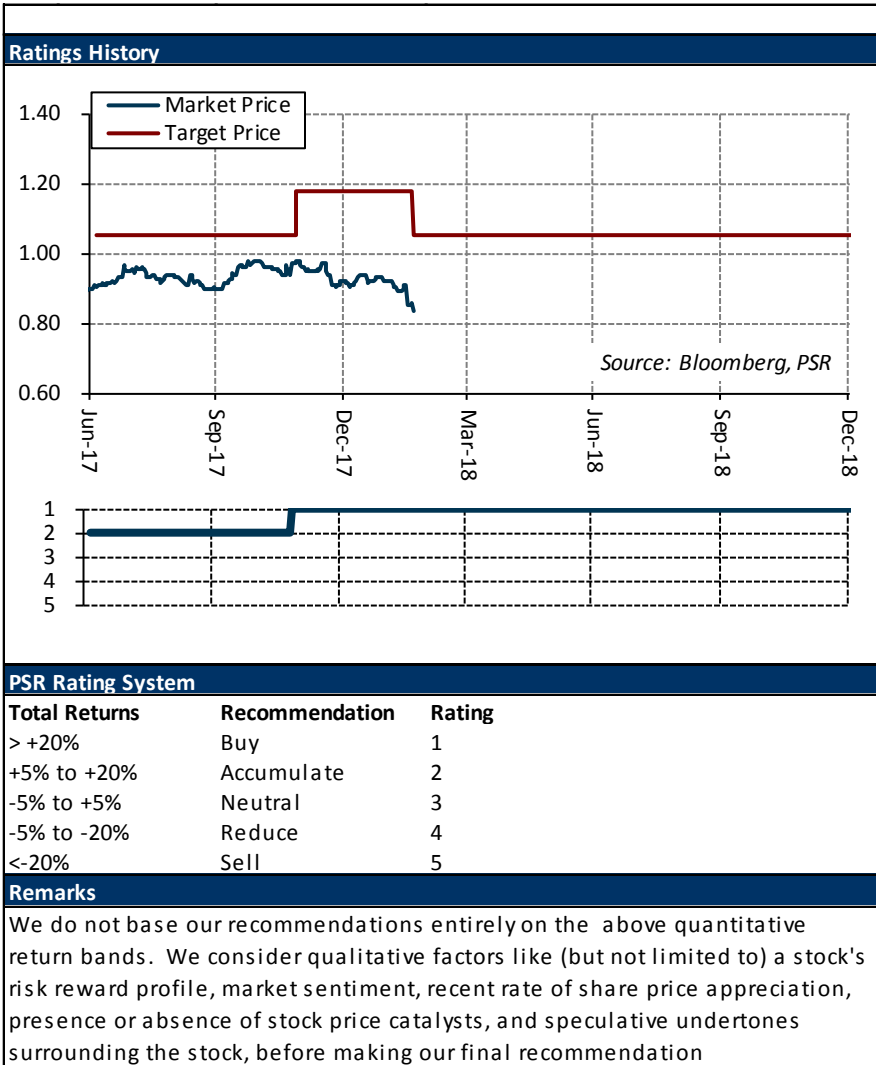 Ratings History
Market Price
Target Price
1.40
1.20
1.00
0.80
0.60
Source: Bloomberg, PSR
Jun-17
Sep-17
Dec-17
Mar-18
Jun-18
Sep-18
Dec-18
1
2
3
4
5
PSR Rating System
Total Returns Recommendation Rating
> +20% Buy 1
+5% to +20% Accumulate 2
-5% to +5% Neutral 3
-5% to -20% Reduce 4
<-20% Sell 5
Remarks
We do not base our recommendations entirely on the above quantitative
return bands. We consider qualitative factors like (but not limited to) a stock's
risk reward profile, market sentiment, recent rate of share price appreciation,
presence or absence of stock price catalysts, and speculative undertones
surrounding the stock, before making our final recommendation